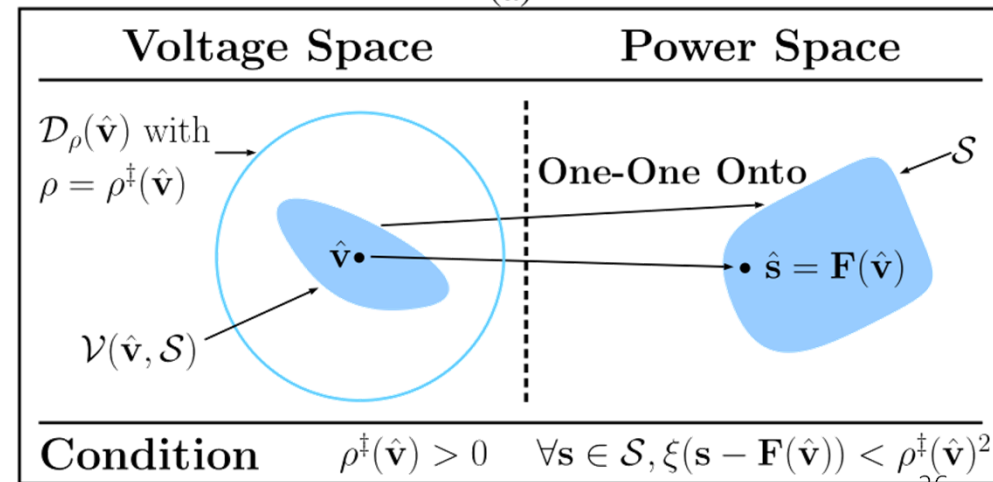 Voltage Space Power Space
𝒟ρ(v̂) with
ρ = ρ‡(v̂)
One-One Onto
𝒮
v̂• • ŝ = F(v̂)
𝒱(v̂, 𝒮)
Condition ρ‡(v̂) > 0 ∀s ∈ 𝒮, ξ(s − F(v̂)) < ρ‡(v̂)²